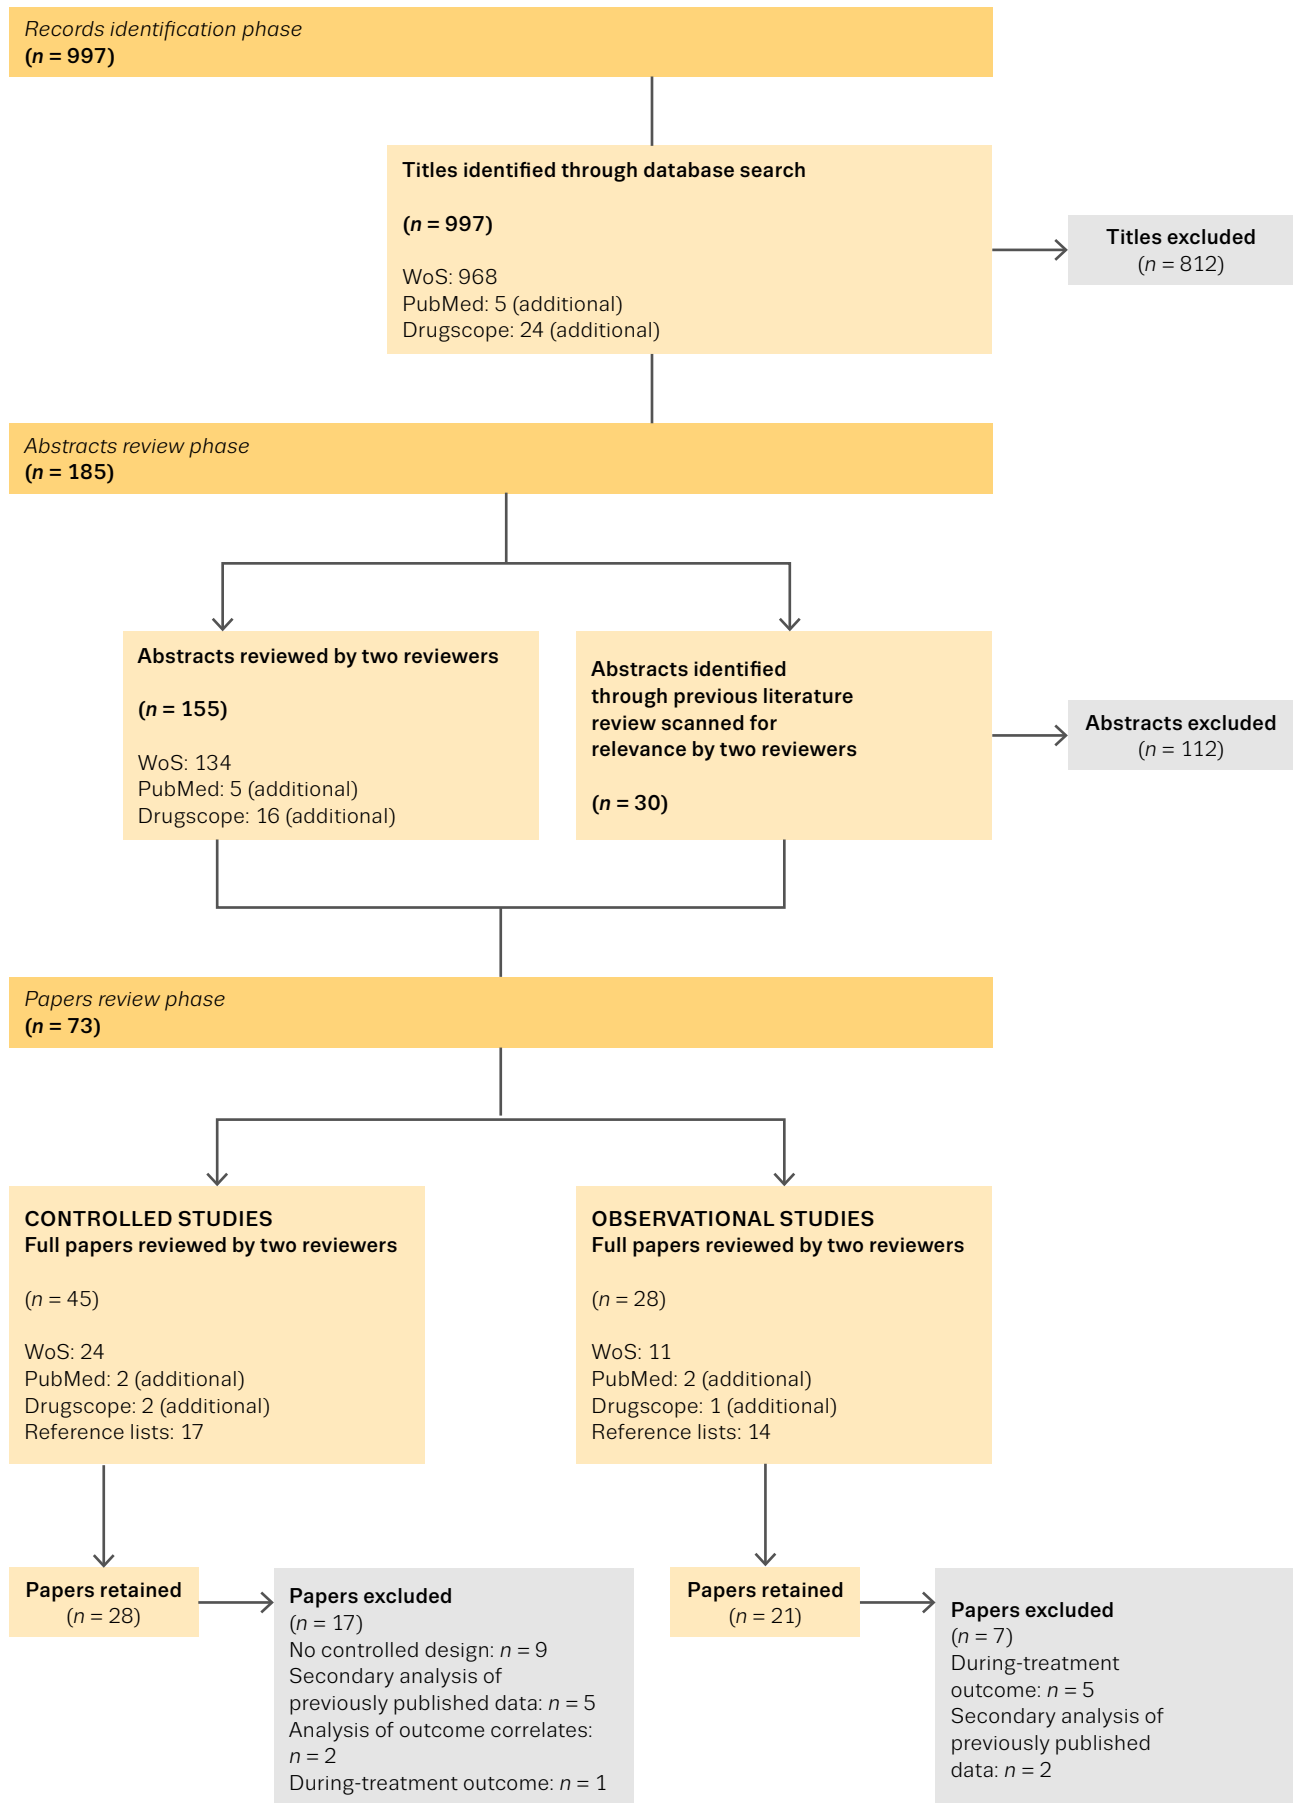 Records identification phase
(n = 997)
Titles identified through database search
(n = 997)
WoS: 968
PubMed: 5 (additional)
Drugscope: 24 (additional)
Titles excluded
(n = 812)
Abstracts review phase
(n = 185)
Abstracts reviewed by two reviewers
(n = 155)
WoS: 134
PubMed: 5 (additional)
Drugscope: 16 (additional)
Abstracts identified
through previous literature
review scanned for
relevance by two reviewers
(n = 30)
Abstracts excluded
(n = 112)
Papers review phase
(n = 73)
CONTROLLED STUDIES
Full papers reviewed by two reviewers
(n = 45)
WoS: 24
PubMed: 2 (additional)
Drugscope: 2 (additional)
Reference lists: 17
OBSERVATIONAL STUDIES
Full papers reviewed by two reviewers
(n = 28)
WoS: 11
PubMed: 2 (additional)
Drugscope: 1 (additional)
Reference lists: 14
Papers retained
(n = 28)
Papers excluded
(n = 17)
No controlled design: n = 9
Secondary analysis of
previously published data: n = 5
Analysis of outcome correlates:
n = 2
During-treatment outcome: n = 1
Papers retained
(n = 21)
Papers excluded
(n = 7)
During-treatment
outcome: n = 5
Secondary analysis of
previously published
data: n = 2